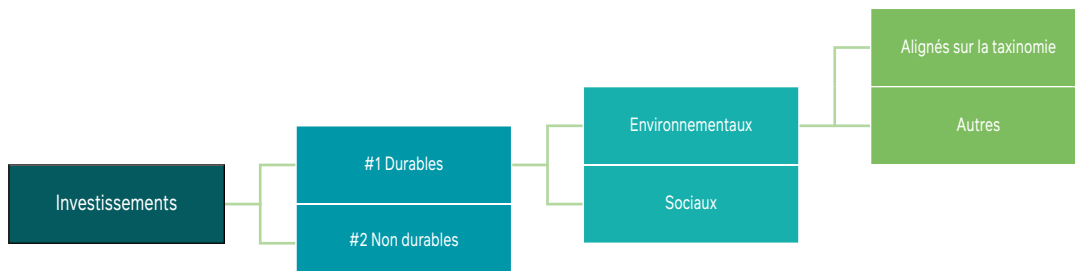 Investissements
#1 Durables
#2 Non durables
Environnementaux
Sociaux
Alignés sur la taxinomie
Autres